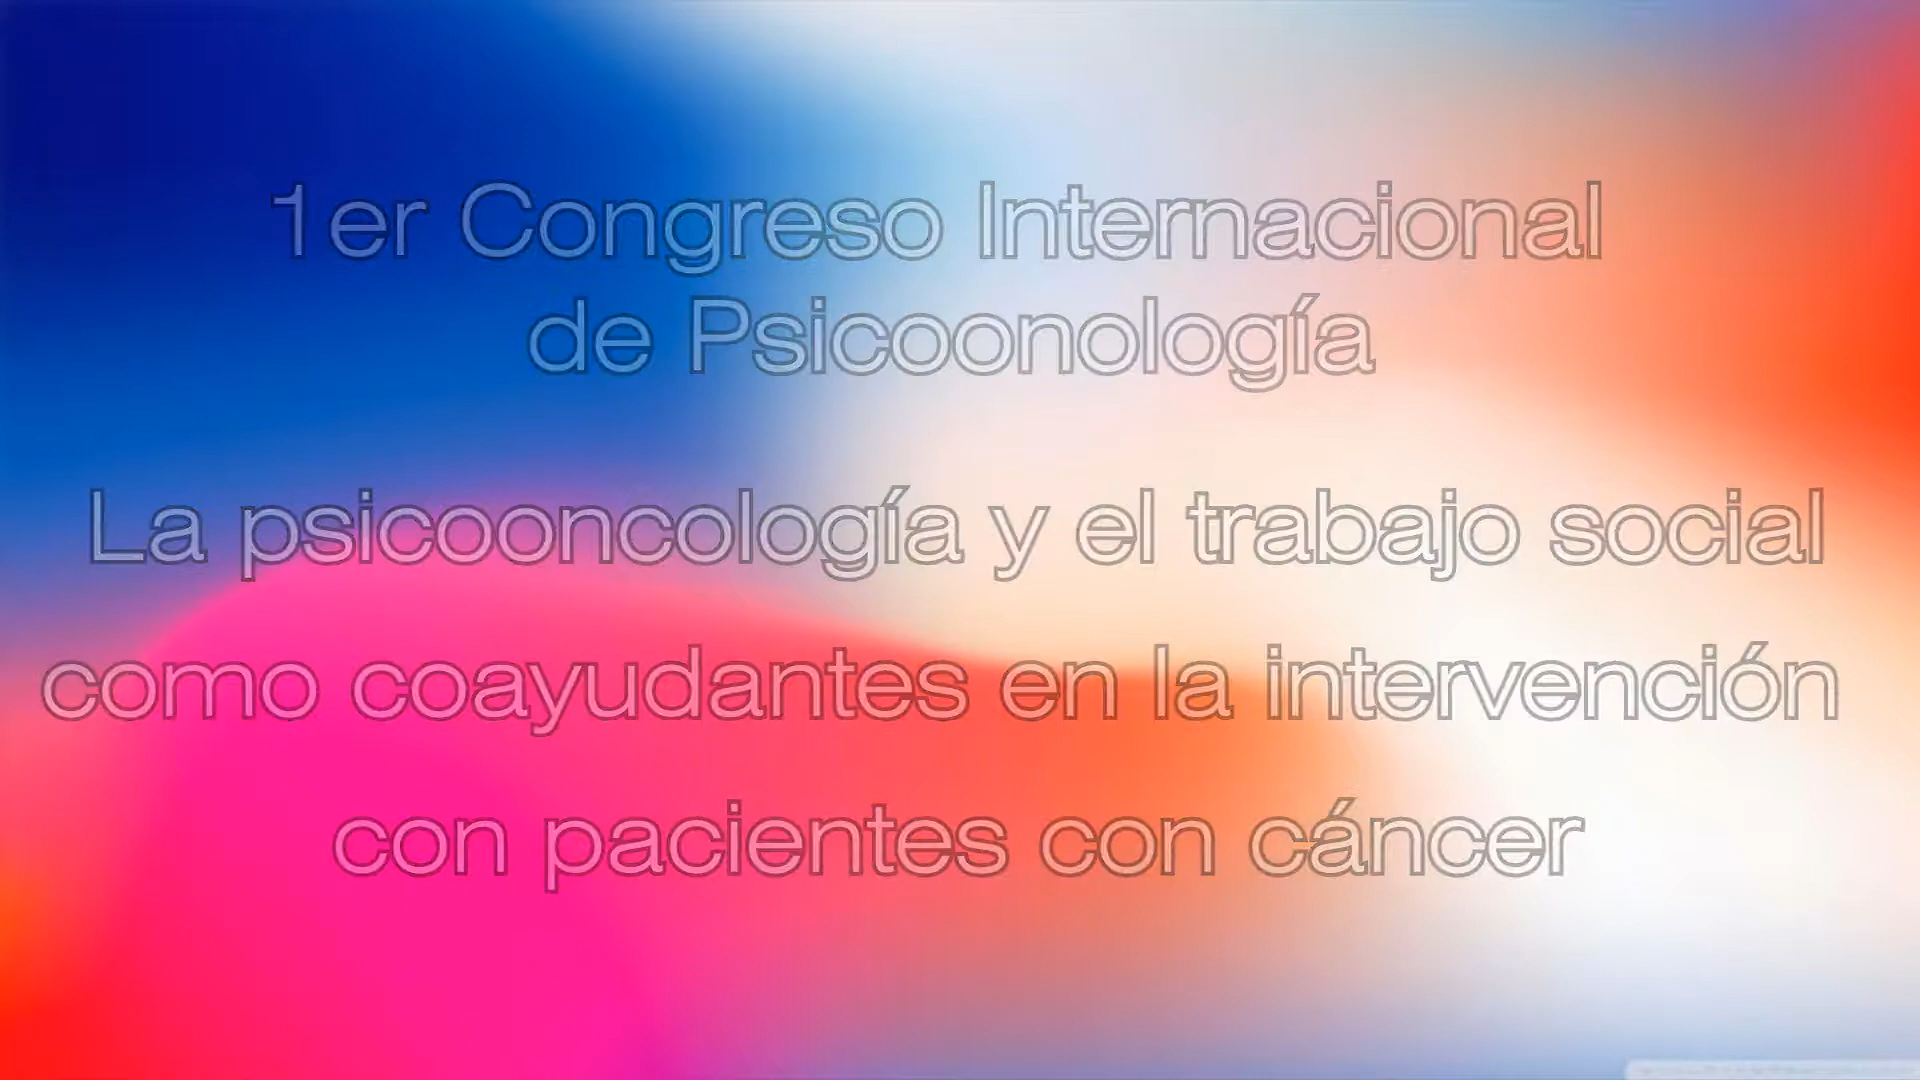 1er Congreso Internacional
de Psicoonología
La psicooncología y el trabajo social
como coayudantes en la intervención
con pacientes con cáncer